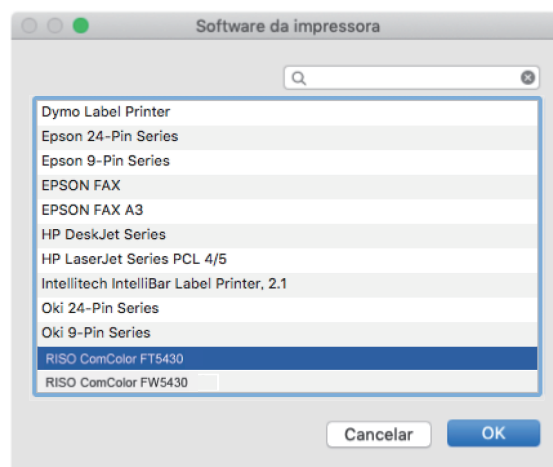 Software da impressora
Dymo Label Printer
Epson 24-Pin Series
Epson 9-Pin Series
EPSON FAX
EPSON FAX A3
HP DeskJet Series
HP LaserJet Series PCL 4/5
Intellitech IntelliBar Label Printer, 2.1
Oki 24-Pin Series
Oki 9-Pin Series
RISO ComColor FT5430
RISO ComColor FW5430
Cancelar OK